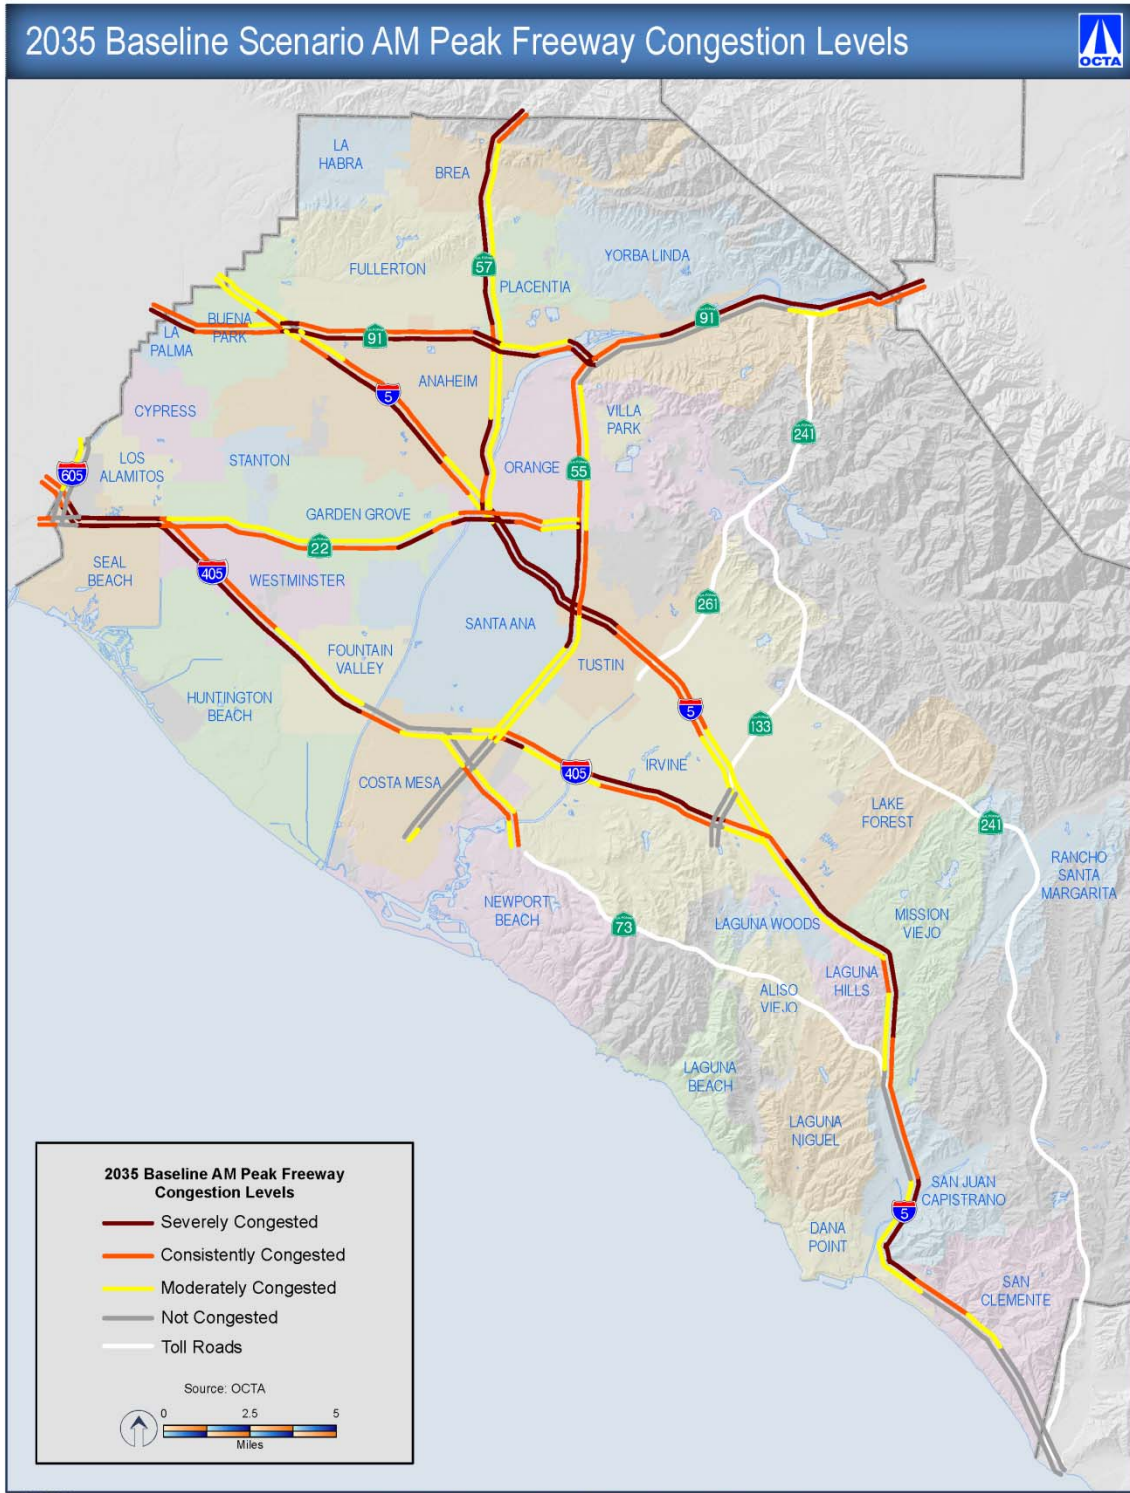 2035 Baseline Scenario AM Peak Freeway Congestion Levels
OCTA
LA
HABRA
BREA
YORBA LINDA
FULLERTON
57
PLACENTIA
BUENA
PARK
91
91
LA
PALMA
ANAHEIM
5
CYPRESS
VILLA
PARK
241
LOS
ALAMITOS
STANTON
ORANGE
55
605
GARDEN GROVE
22
SEAL
BEACH
405
WESTMINSTER
261
SANTA ANA
FOUNTAIN
VALLEY
TUSTIN
HUNTINGTON
BEACH
5
133
COSTA MESA
405
IRVINE
LAKE
FOREST
241
RANCHO
SANTA
MARGARITA
NEWPORT
BEACH
73
LAGUNA WOODS
MISSION
VIEJO
LAGUNA
HILLS
ALISO
VIEJO
LAGUNA
BEACH
LAGUNA
NIGUEL
SAN JUAN
CAPISTRANO
5
DANA
POINT
SAN
CLEMENTE
2035 Baseline AM Peak Freeway
Congestion Levels
Severely Congested
Consistently Congested
Moderately Congested
Not Congested
Toll Roads
Source: OCTA
0 2.5 5
Miles